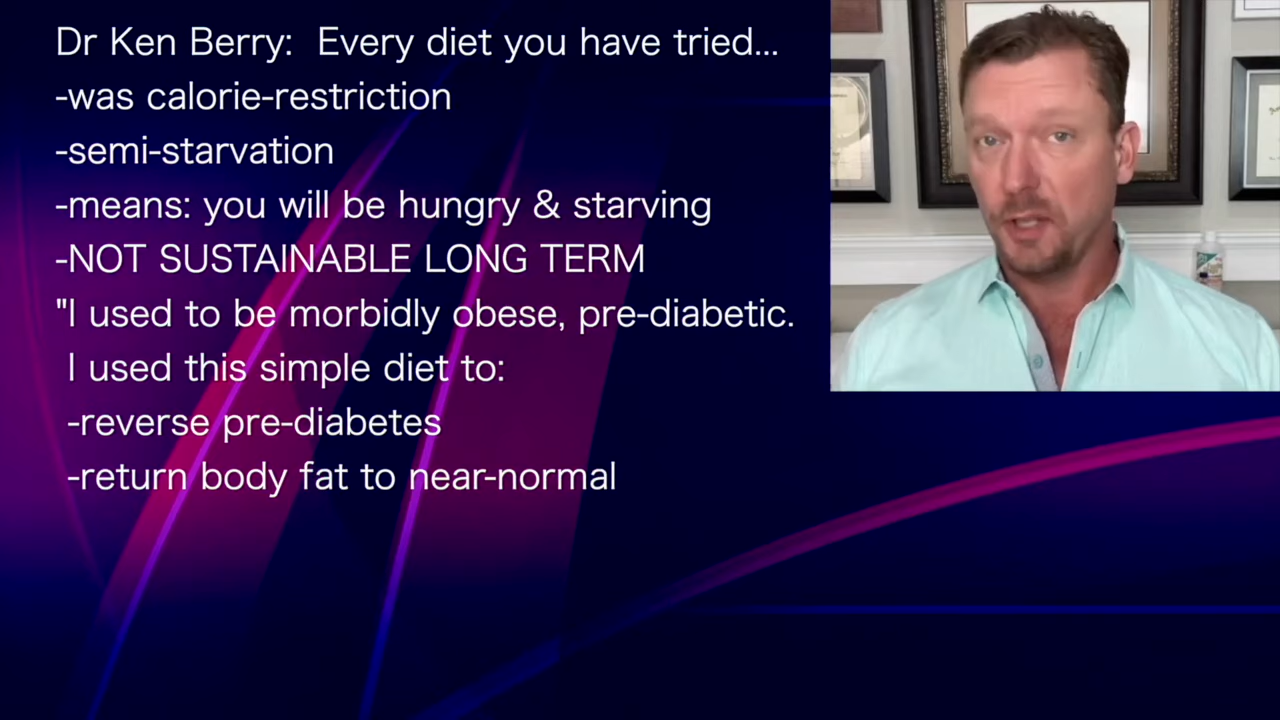 Dr Ken Berry:  Every diet you have tried...
-was calorie-restriction
-semi-starvation
-means: you will be hungry & starving
-NOT SUSTAINABLE LONG TERM
"I used to be morbidly obese, pre-diabetic.
I used this simple diet to:
-reverse pre-diabetes
-return body fat to near-normal